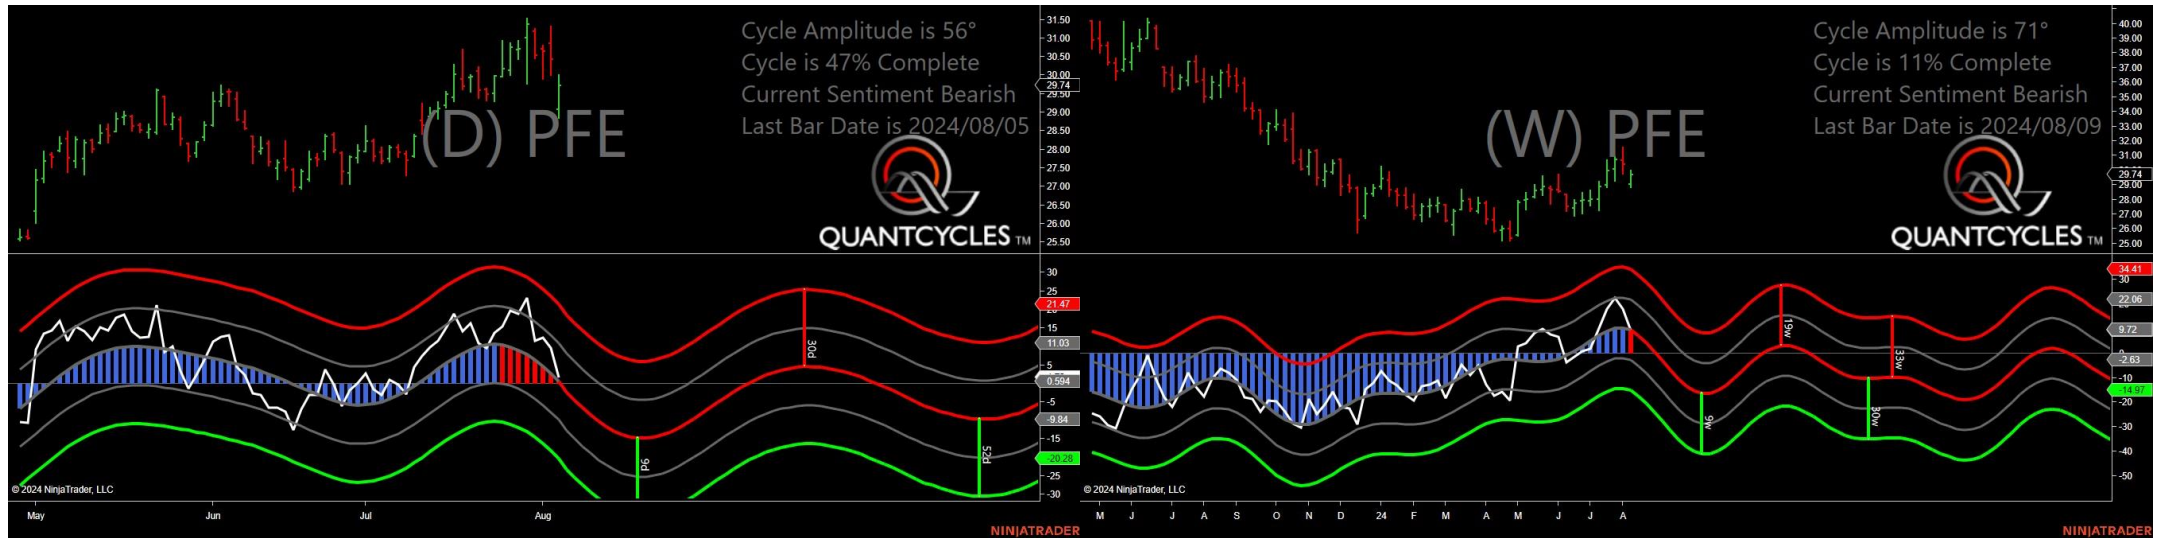 Cycle Amplitude is 56°
Cycle is 47% Complete
Current Sentiment Bearish
Last Bar Date is 2024/08/05
(D) PFE
QUANTCYCLES TM
31.50
31.00
30.50
30.00
29.74
29.50
29.00
28.50
28.00
27.50
27.00
26.50
26.00
25.50
30
25
21.47
15
11.03
5
0.594
-5
-9.84
-15
-20.28
-25
-30
30d
9d
52d
© 2024 NinjaTrader, LLC
May Jun Jul Aug
NINJATRADER
Cycle Amplitude is 71°
Cycle is 11% Complete
Current Sentiment Bearish
Last Bar Date is 2024/08/09
(W) PFE
QUANTCYCLES TM
40.00
39.00
38.00
37.00
36.00
35.00
34.00
33.00
32.00
31.00
29.74
29.00
28.00
27.00
26.00
25.00
34.41
30
22.06
9.72
0
-2.63
-10
-14.97
-20
-30
-40
-50
19w
33w
9w
30w
© 2024 NinjaTrader, LLC
M J J A S O N D 24 F M A M J J A
NINJATRADER